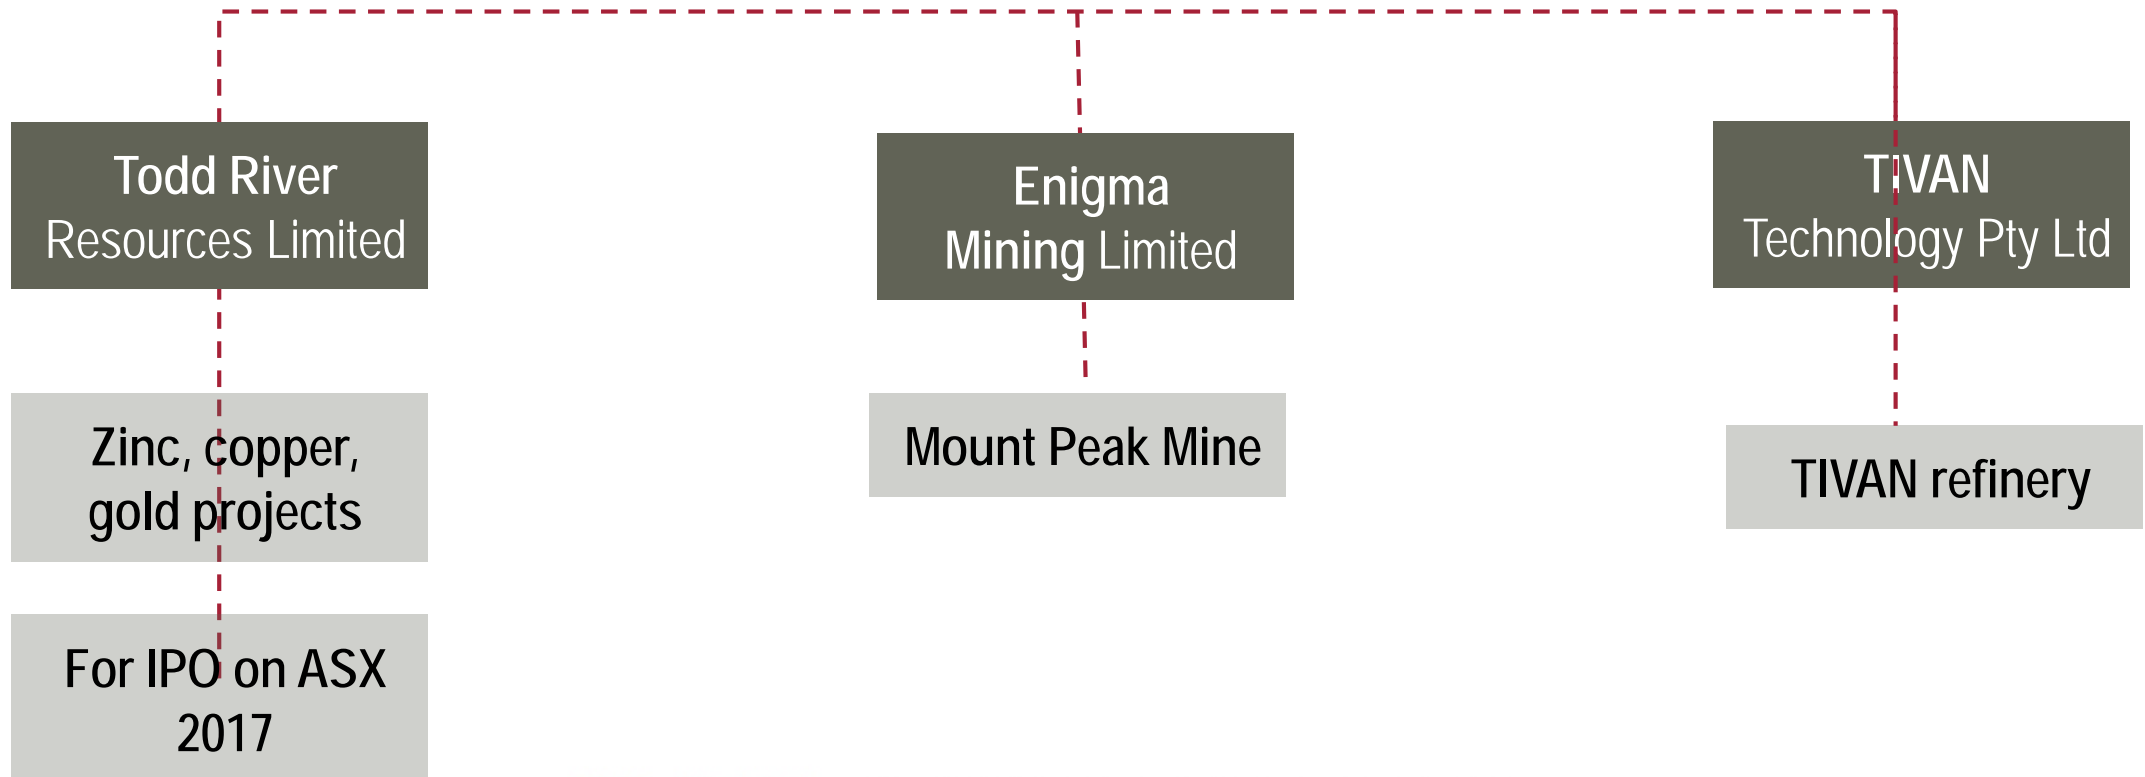 Todd River
Resources Limited
Enigma
Mining Limited
TIVAN
Technology Pty Ltd
Zinc, copper,
gold projects
Mount Peak Mine
TIVAN refinery
For IPO on ASX
2017